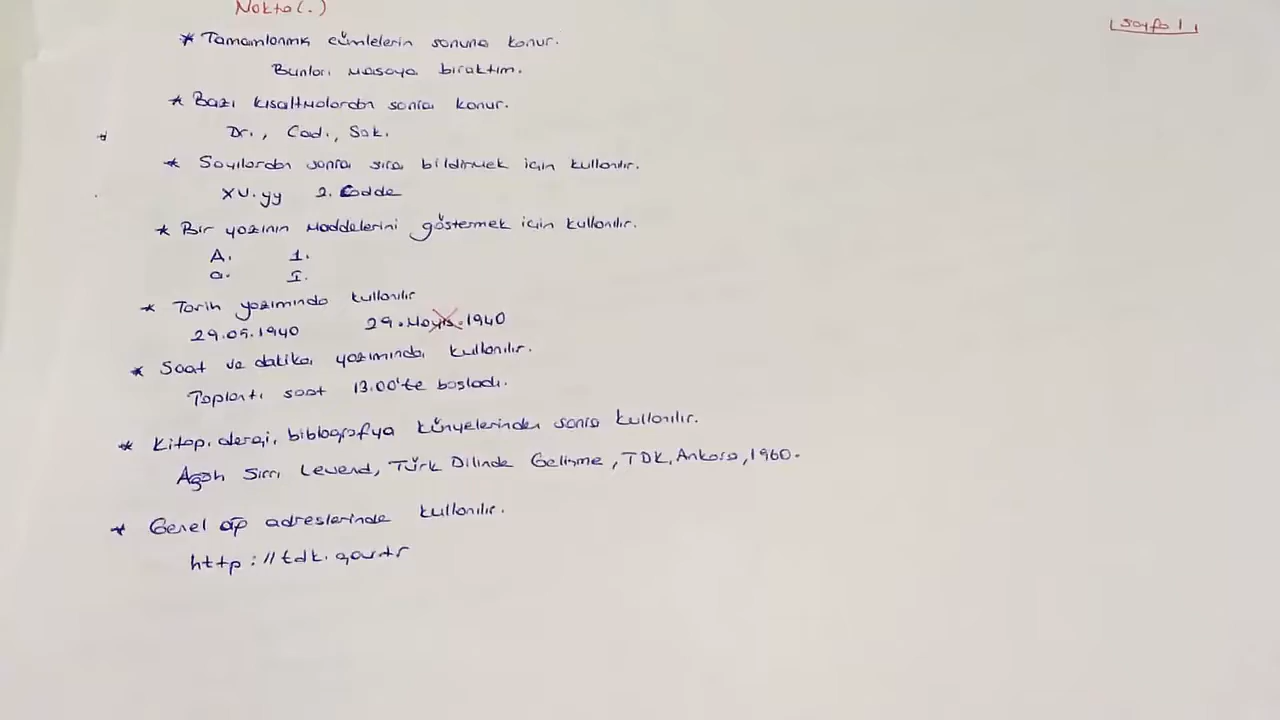 Nokta (.)
Sayfa 1
* Tamamlanmış cümlelerin sonuna konur.
Bunları masaya bıraktım.
* Bazı kısaltmalardan sonra konur.
Dr., Cad., Sok.
* Sayılardan sonra sıra bildirmek için kullanılır.
XV. yy 2. Cadde
* Bir yazının maddelerini göstermek için kullanılır.
A. 1.
a. I.
* Tarih yazımında kullanılır
29.05.1940 29.Mayıs.1940
* Saat ve dakika yazımında kullanılır.
Toplantı saat 13.00'te başladı.
* Kitap, dergi, biblografya künyelerinden sonra kullanılır.
Agah Sırrı Levend, Türk Dilinde Gelişme, TDK, Ankara, 1960.
* Genel ağ adreslerinde kullanılır.
http://tdk.gov.tr